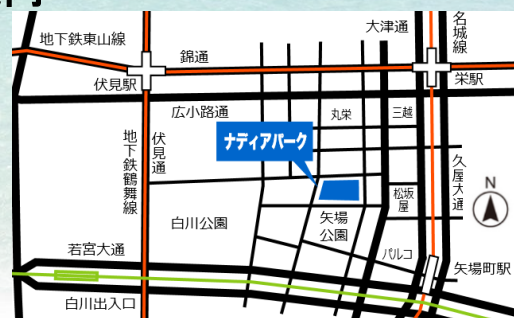 大津通
名城線
地下鉄東山線
錦通
伏見駅
栄駅
広小路通
丸栄
三越
ナディアパーク
伏見通
地下鉄鶴舞線
久屋大通
N
松坂屋
白川公園
矢場公園
若宮大通
パルコ
矢場町駅
白川出入口